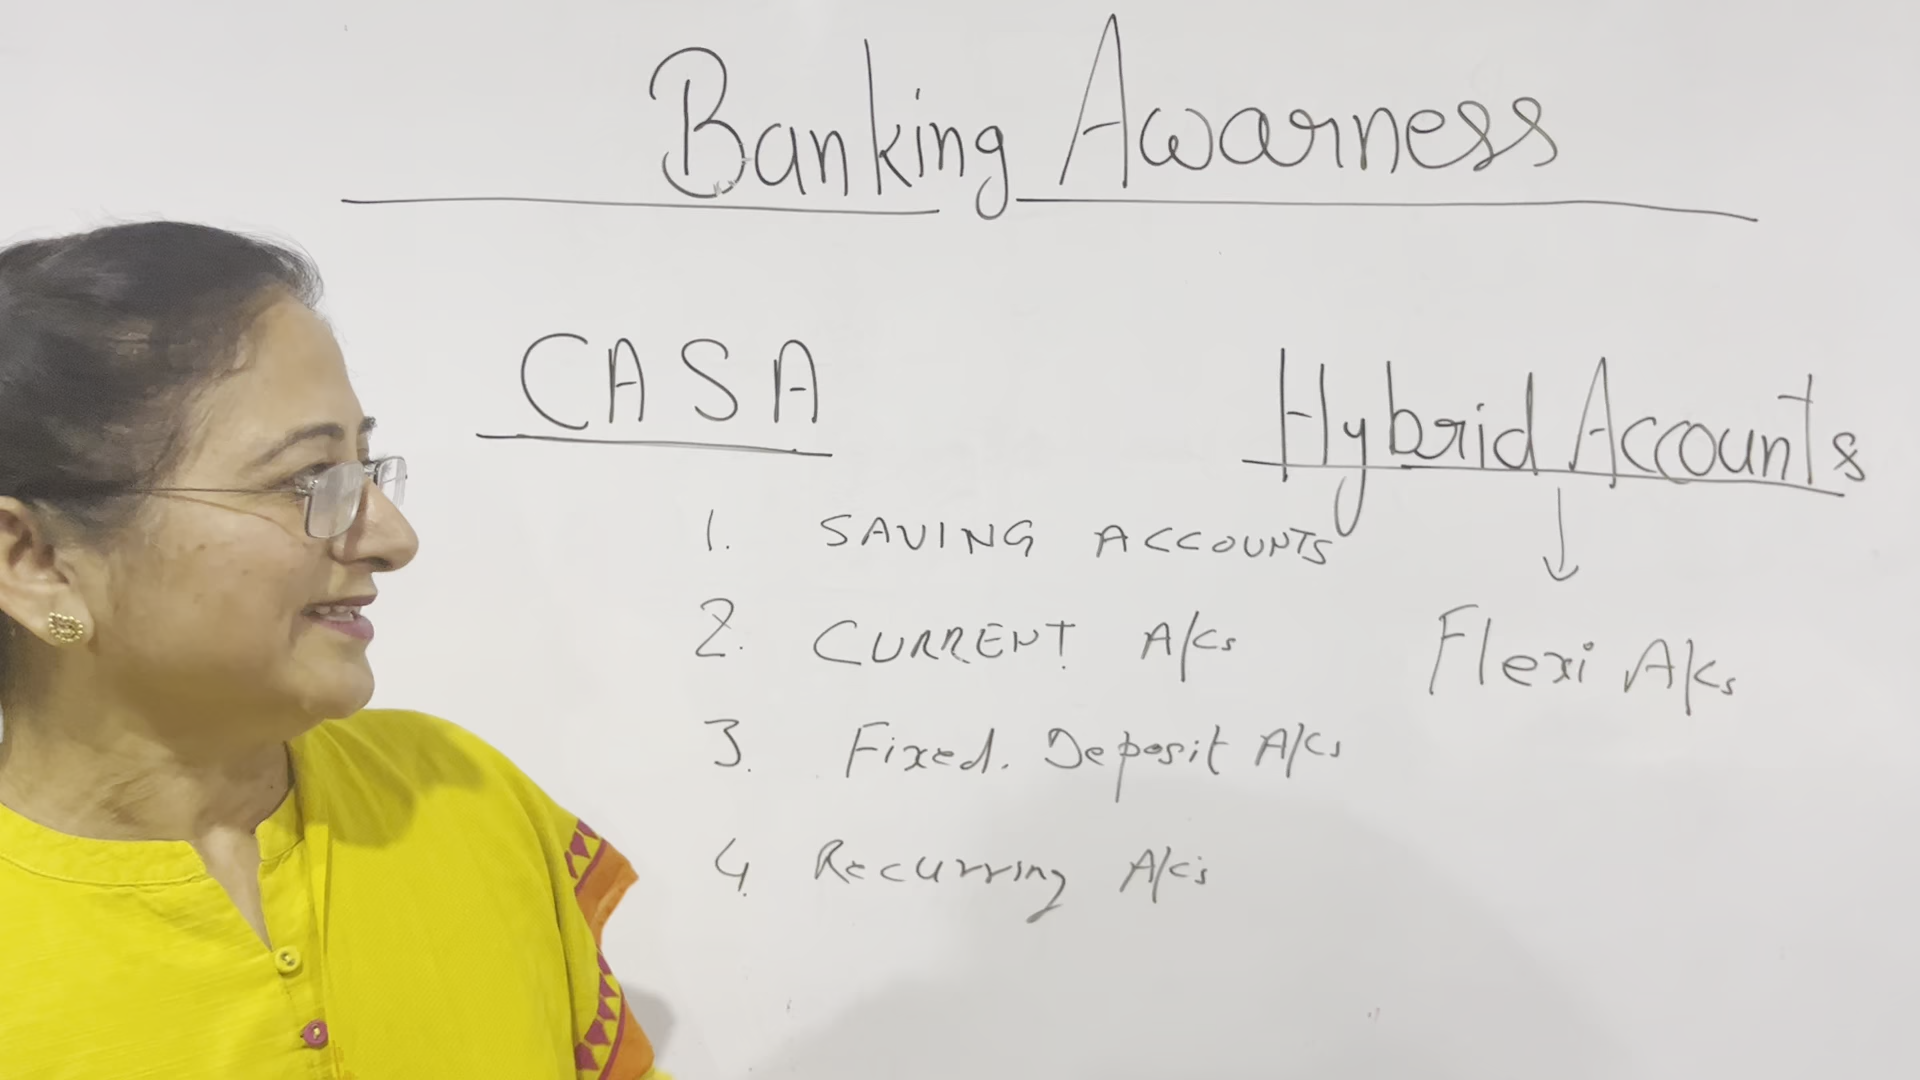 Banking Awarness
CASA
Hybrid Accounts
1. SAVING ACCOUNTS
2. CURRENT A/Cs
Flexi A/Cs
3. Fixed. Deposit A/Cs
4. Recurring A/C's